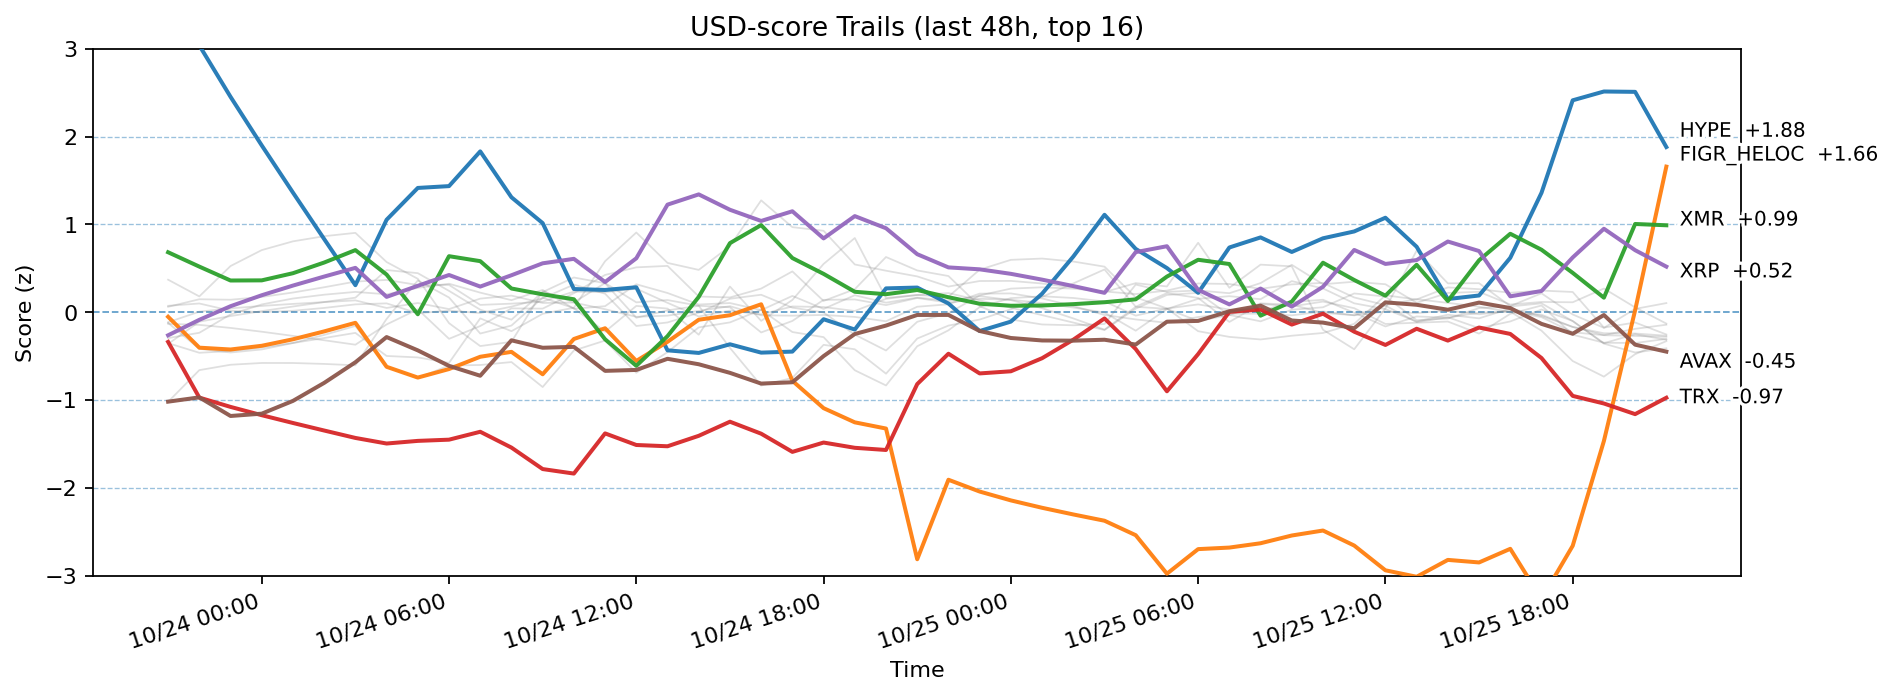 USD-score Trails (last 48h, top 16)
Score (z)
3
2
1
0
−1
−2
−3
HYPE +1.88
FIGR_HELOC +1.66
XMR +0.99
XRP +0.52
AVAX -0.45
TRX -0.97
10/24 00:00
10/24 06:00
10/24 12:00
10/24 18:00
10/25 00:00
10/25 06:00
10/25 12:00
10/25 18:00
Time